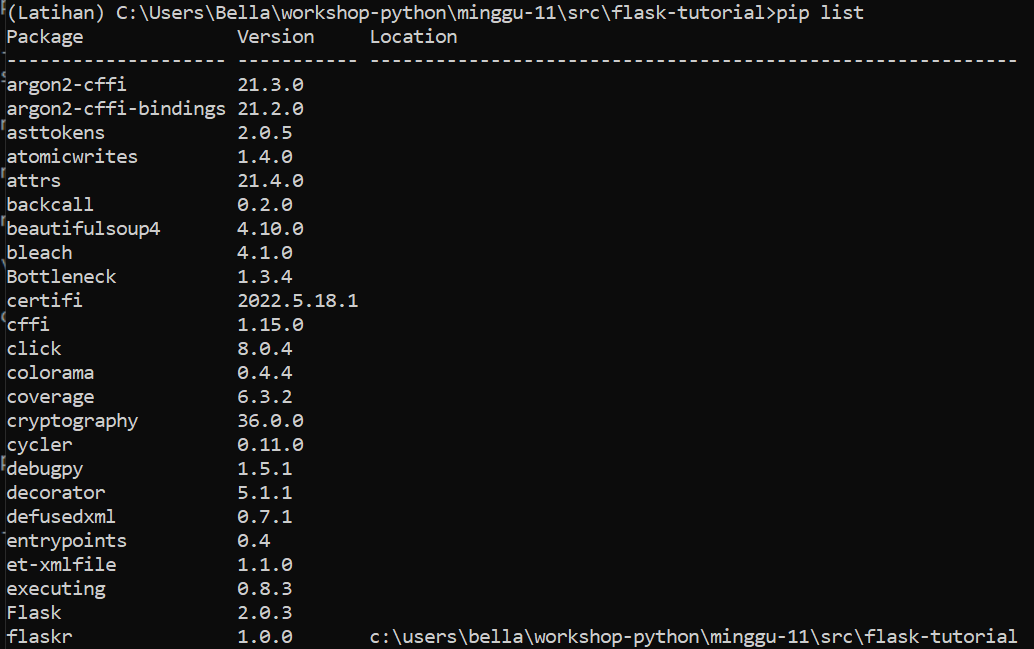 (Latihan) C:\Users\Bella\workshop-python\minggu-11\src\flask-tutorial>pip list
Package              Version     Location
-------------------- ----------- -----------------------------------------------------------
argon2-cffi          21.3.0
argon2-cffi-bindings 21.2.0
asttokens            2.0.5
atomicwrites         1.4.0
attrs                21.4.0
backcall             0.2.0
beautifulsoup4       4.10.0
bleach               4.1.0
Bottleneck           1.3.4
certifi              2022.5.18.1
cffi                 1.15.0
click                8.0.4
colorama             0.4.4
coverage             6.3.2
cryptography         36.0.0
cycler               0.11.0
debugpy              1.5.1
decorator            5.1.1
defusedxml           0.7.1
entrypoints          0.4
et-xmlfile           1.1.0
executing            0.8.3
Flask                2.0.3
flaskr               1.0.0       c:\users\bella\workshop-python\minggu-11\src\flask-tutorial